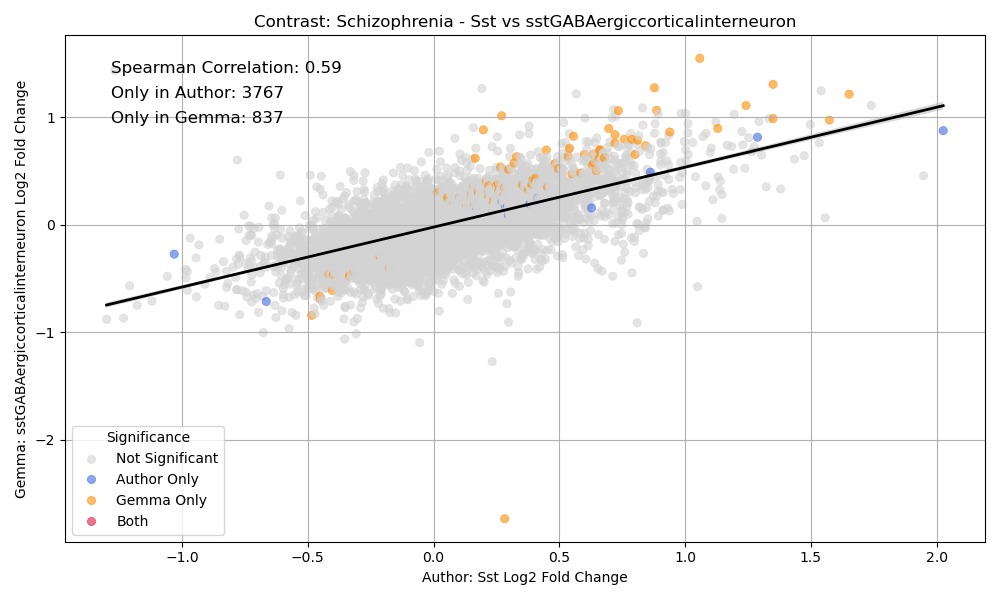 Contrast: Schizophrenia - Sst vs sstGABAergiccorticalinterneuron
Spearman Correlation: 0.59
Only in Author: 3767
Only in Gemma: 837
Gemma: sstGABAergiccorticalinterneuron Log2 Fold Change
1
0
−1
−2
Significance
Not Significant
Author Only
Gemma Only
Both
−1.0
−0.5
0.0
0.5
1.0
1.5
2.0
Author: Sst Log2 Fold Change